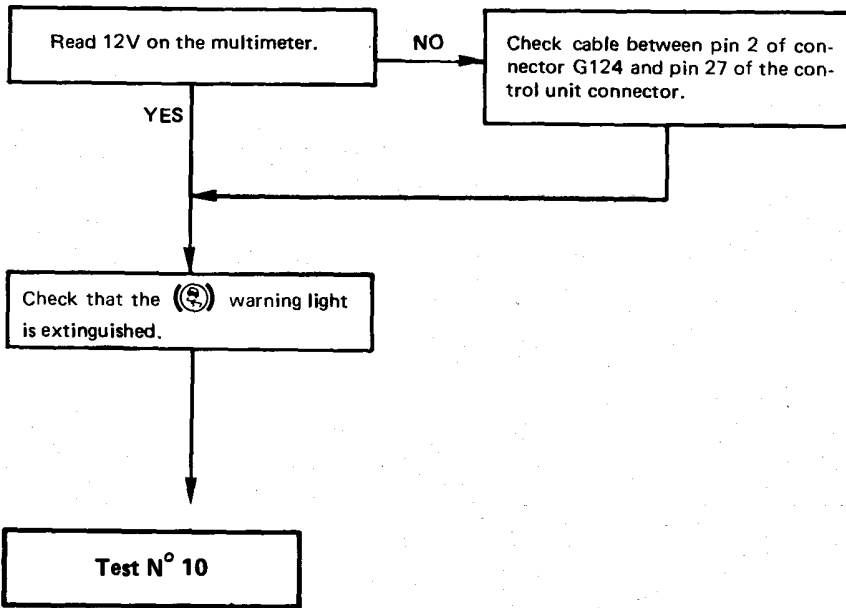 Read 12V on the multimeter.
NO
Check cable between pin 2 of con-
nector G124 and pin 27 of the con-
trol unit connector.
YES
Check that the warning light
is extinguished.
Test N° 10